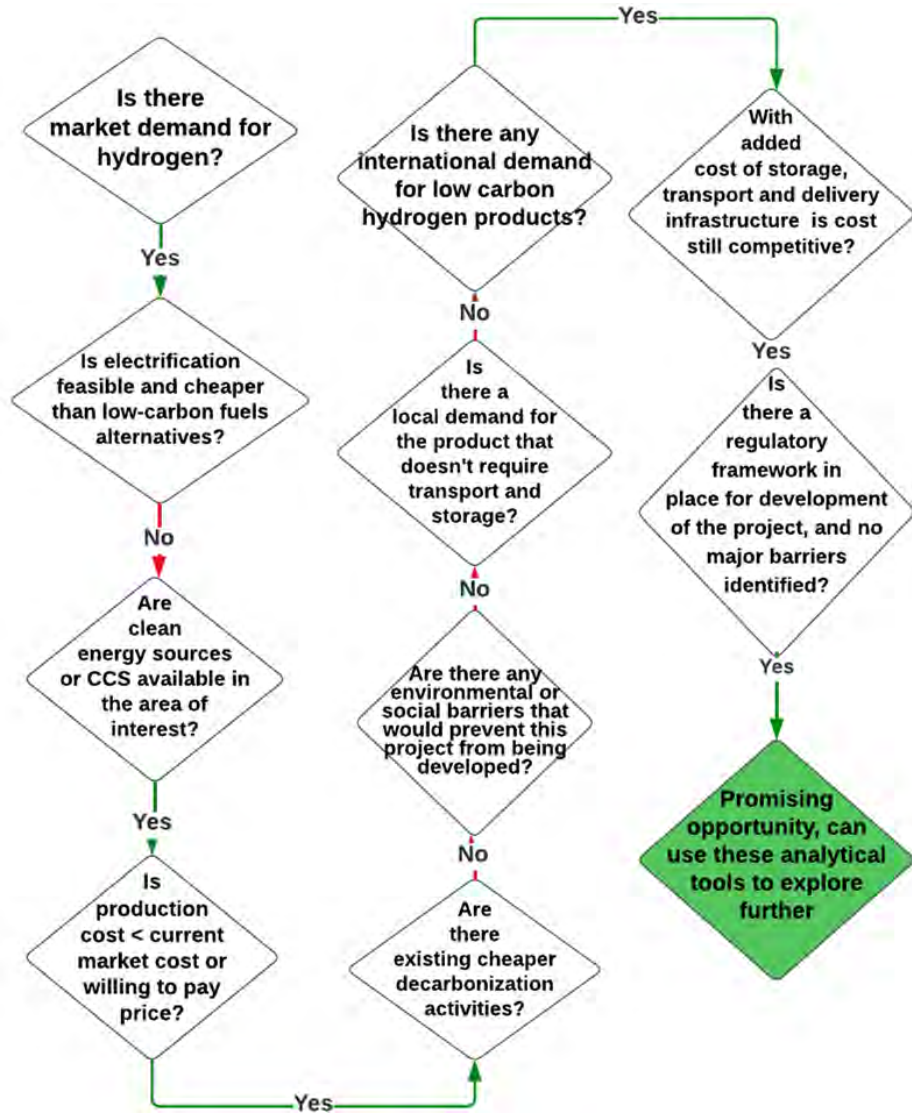 Is there
market demand for
hydrogen?
Yes
Is electrification
feasible and cheaper
than low-carbon fuels
alternatives?
No
Are
clean
energy sources
or CCS available in
the area of
interest?
Yes
Is
production
cost < current
market cost or
willing to pay
price?
Yes
Are
there
existing cheaper
decarbonization
activities?
No
Are there any
environmental or
social barriers that
would prevent this
project from being
developed?
No
Is
there a
local demand for
the product that
doesn't require
transport and
storage?
No
Is there any
international demand
for low carbon
hydrogen products?
Yes
With
added
cost of storage,
transport and delivery
infrastructure is cost
still competitive?
Yes
Is
there a
regulatory
framework in
place for development
of the project, and no
major barriers
identified?
Yes
Promising
opportunity, can
use these analytical
tools to explore
further